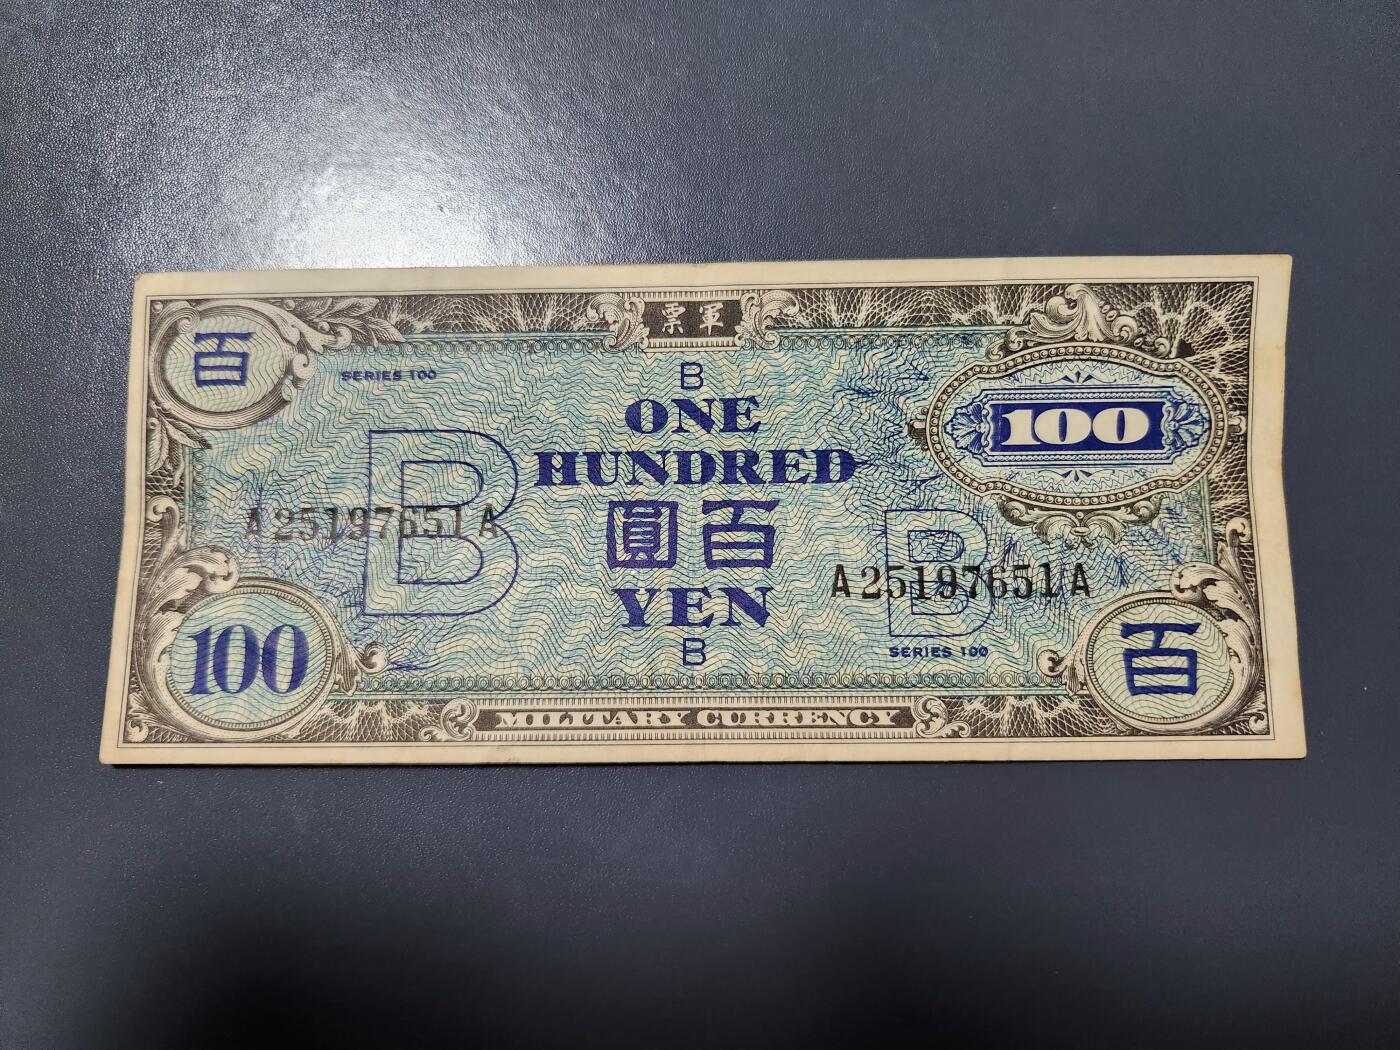 票軍
百
SERIES 100
100
B
ONE
HUNDRED
圓百
YEN
B
B
A25197651A
B
A25197651A
SERIES 100
100
百
MILITARY CURRENCY